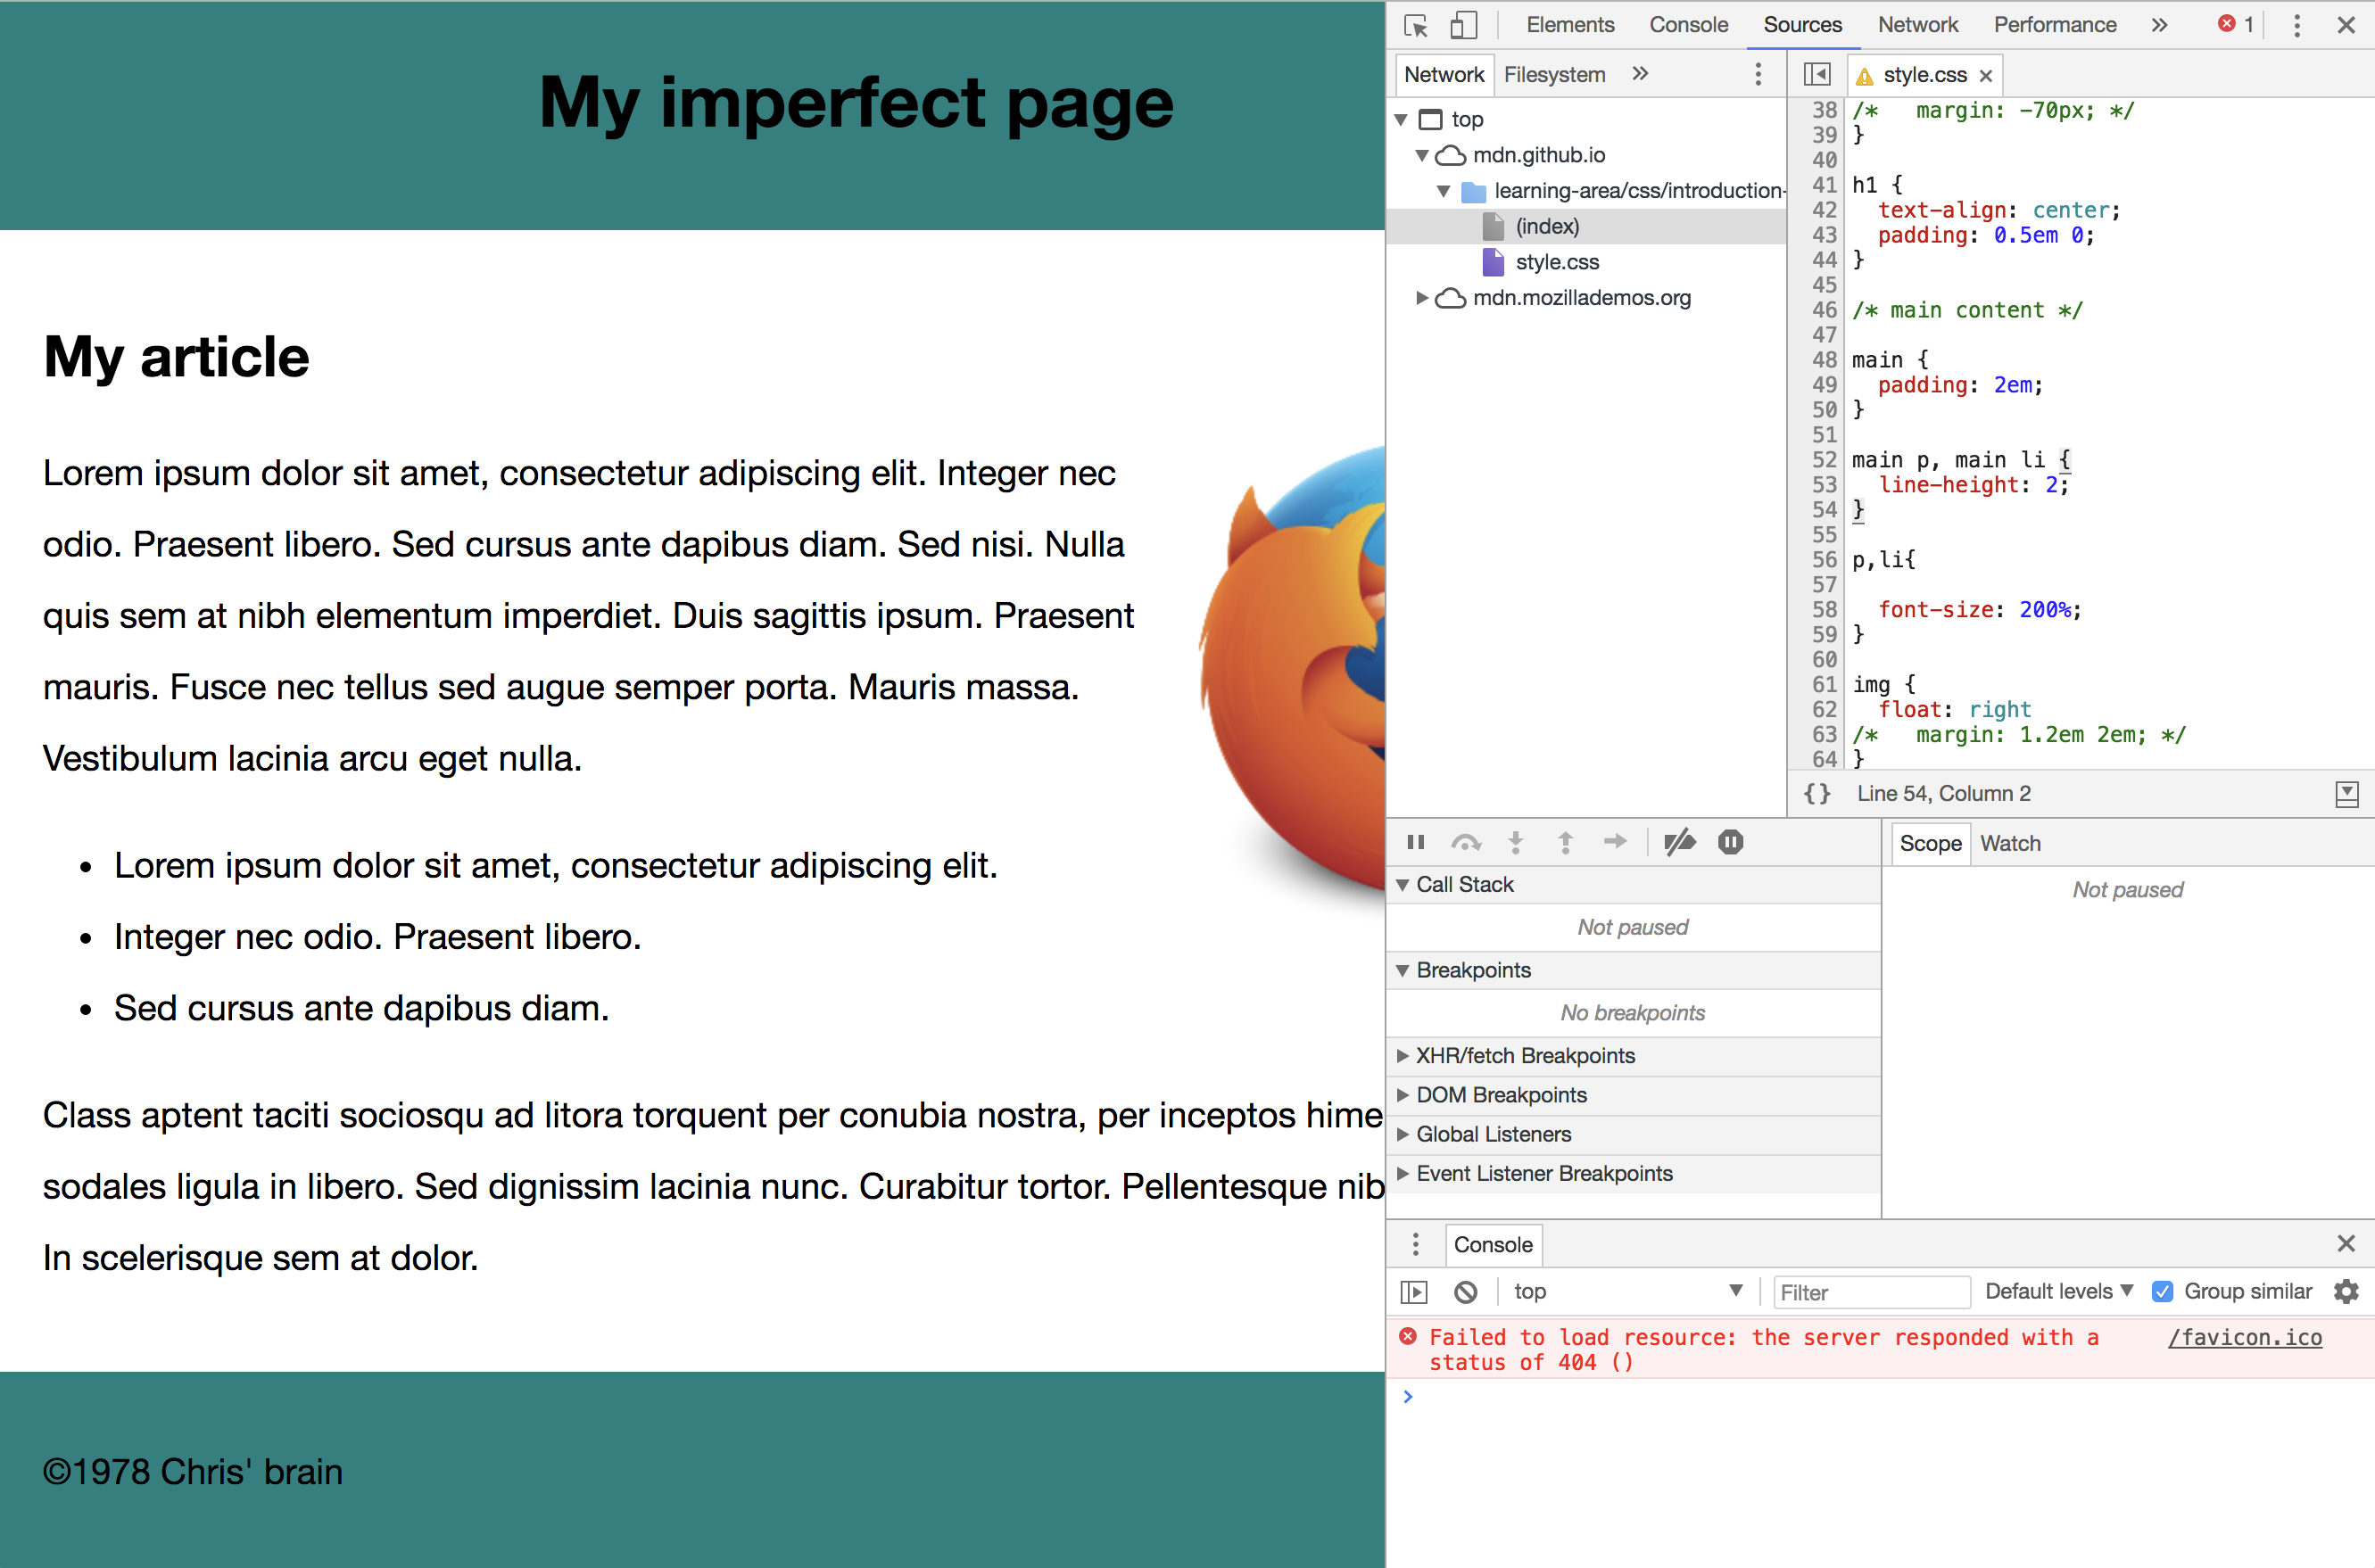 My imperfect page
My article
Lorem ipsum dolor sit amet, consectetur adipiscing elit. Integer nec
odio. Praesent libero. Sed cursus ante dapibus diam. Sed nisi. Nulla
quis sem at nibh elementum imperdiet. Duis sagittis ipsum. Praesent
mauris. Fusce nec tellus sed augue semper porta. Mauris massa.
Vestibulum lacinia arcu eget nulla.
• Lorem ipsum dolor sit amet, consectetur adipiscing elit.
• Integer nec odio. Praesent libero.
• Sed cursus ante dapibus diam.
Class aptent taciti sociosqu ad litora torquent per conubia nostra, per inceptos hime
sodales ligula in libero. Sed dignissim lacinia nunc. Curabitur tortor. Pellentesque nib
In scelerisque sem at dolor.
©1978 Chris' brain
Elements Console Sources Network Performance » 1
Network Filesystem »
top
mdn.github.io
learning-area/css/introduction-
(index)
style.css
mdn.mozillademos.org
style.css ×
38 /*   margin: -70px; */
39 }
40
41 h1 {
42   text-align: center;
43   padding: 0.5em 0;
44 }
45
46 /* main content */
47
48 main {
49   padding: 2em;
50 }
51
52 main p, main li {
53   line-height: 2;
54 }
55
56 p,li{
57
58   font-size: 200%;
59 }
60
61 img {
62   float: right
63 /*   margin: 1.2em 2em; */
64 }
{} Line 54, Column 2
Call Stack
Not paused
Breakpoints
No breakpoints
XHR/fetch Breakpoints
DOM Breakpoints
Global Listeners
Event Listener Breakpoints
Scope Watch
Not paused
Console
top Filter Default levels Group similar
Failed to load resource: the server responded with a /favicon.ico
status of 404 ()